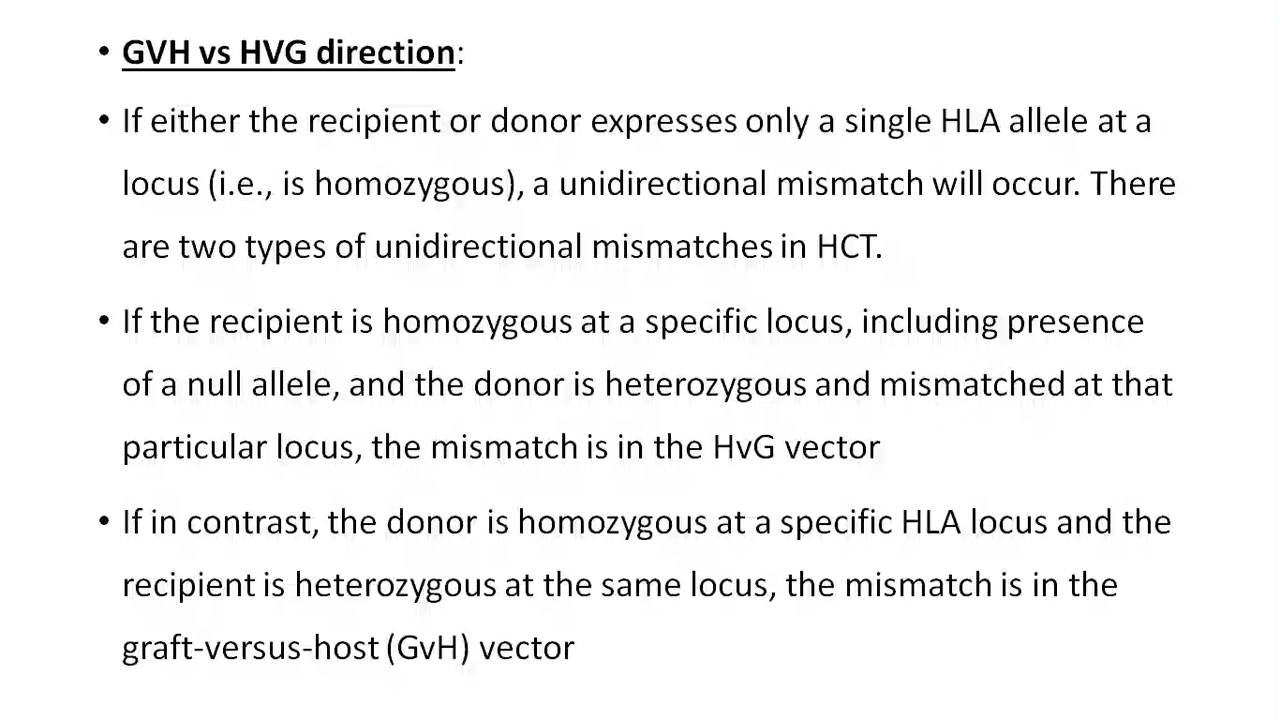 • GVH vs HVG direction:
• If either the recipient or donor expresses only a single HLA allele at a
locus (i.e., is homozygous), a unidirectional mismatch will occur. There
are two types of unidirectional mismatches in HCT.
• If the recipient is homozygous at a specific locus, including presence
of a null allele, and the donor is heterozygous and mismatched at that
particular locus, the mismatch is in the HvG vector
• If in contrast, the donor is homozygous at a specific HLA locus and the
recipient is heterozygous at the same locus, the mismatch is in the
graft-versus-host (GvH) vector